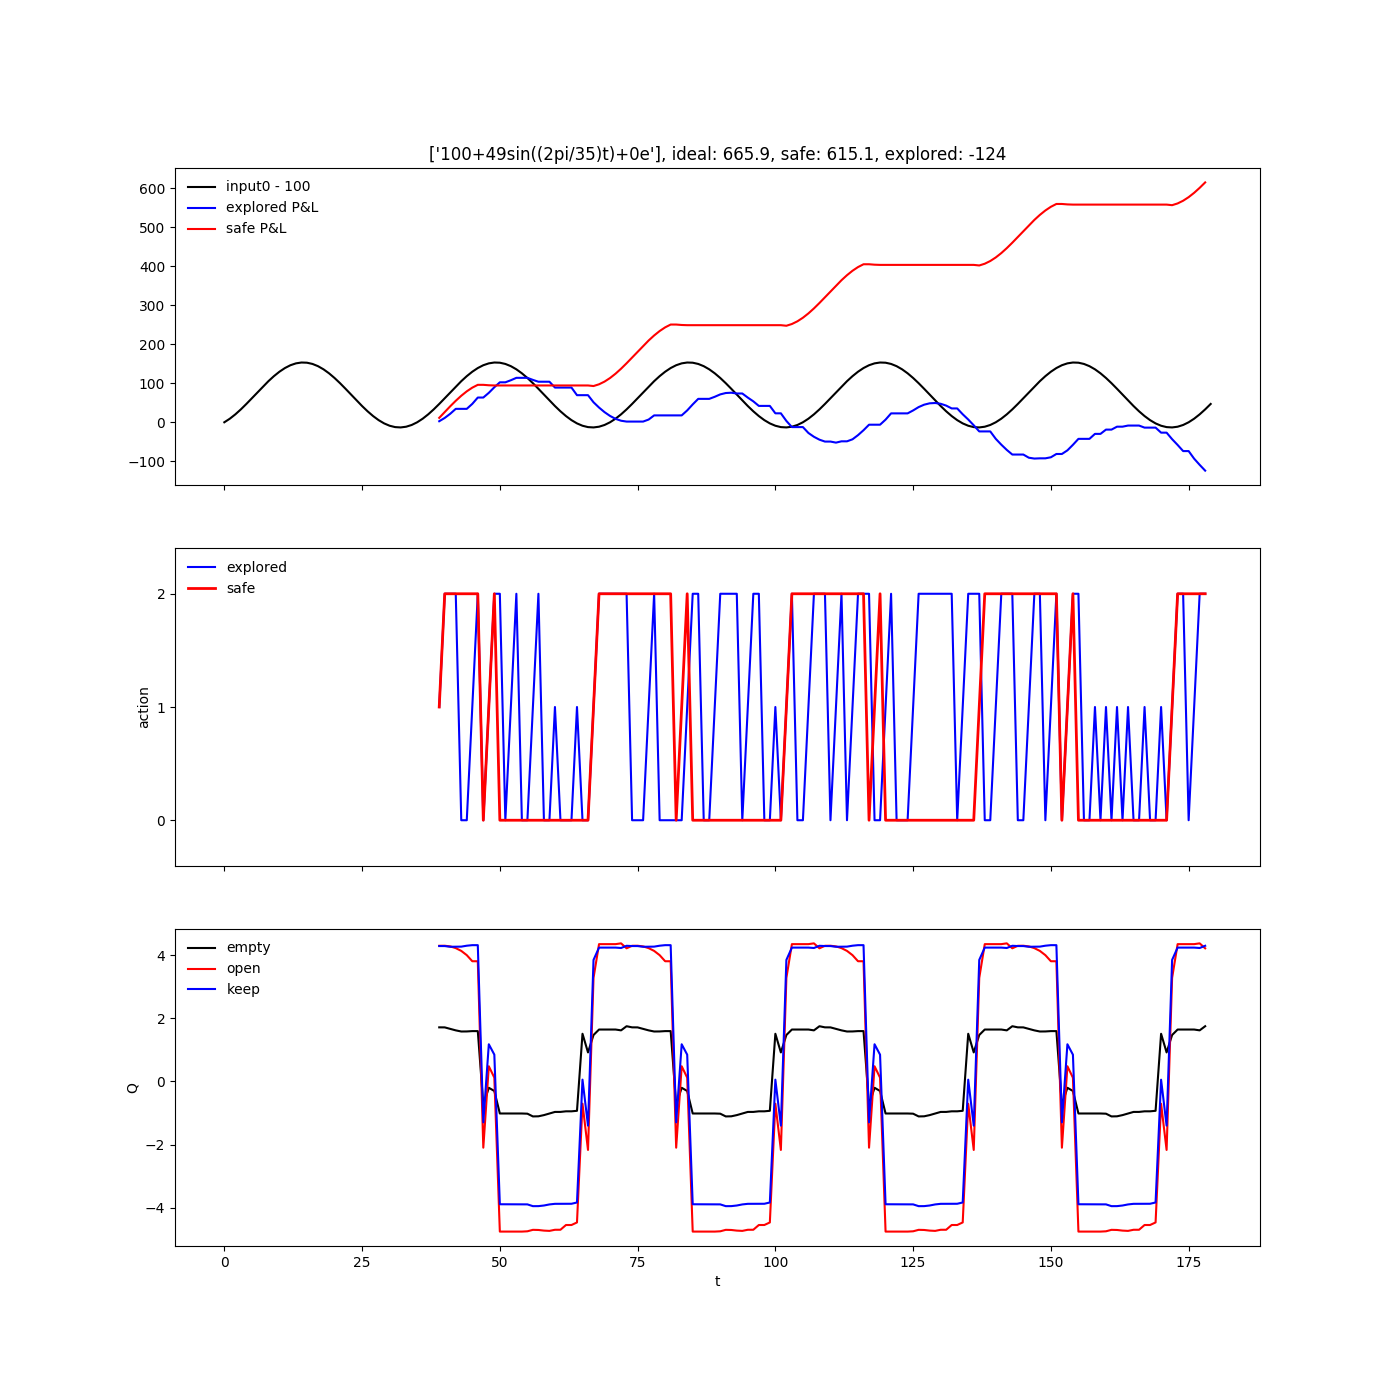 ['100+49sin((2pi/35)t)+0e'], ideal: 665.9, safe: 615.1, explored: -124
input0 - 100
explored P&L
safe P&L
600
500
400
300
200
100
0
−100
explored
safe
2
1
0
action
empty
open
keep
4
2
0
−2
−4
Q
0 25 50 75 100 125 150 175
t